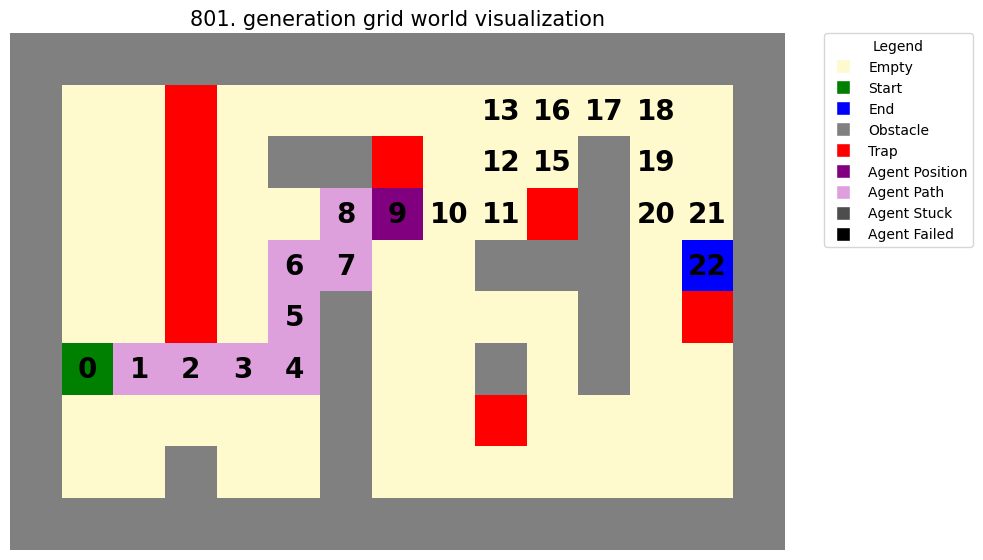 801. generation grid world visualization
13 16 17 18
12 15 19
8 9 10 11 20 21
6 7 22
5
0 1 2 3 4
Legend
Empty
Start
End
Obstacle
Trap
Agent Position
Agent Path
Agent Stuck
Agent Failed